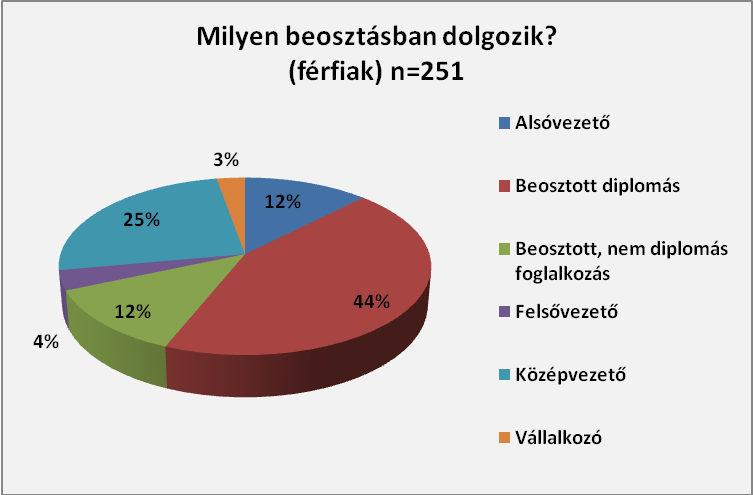 Milyen beosztásban dolgozik?
(férfiak) n=251
3%
12%
25%
44%
12%
4%
Alsóvezető
Beosztott diplomás
Beosztott, nem diplomás
foglalkozás
Felsővezető
Középvezető
Vállalkozó